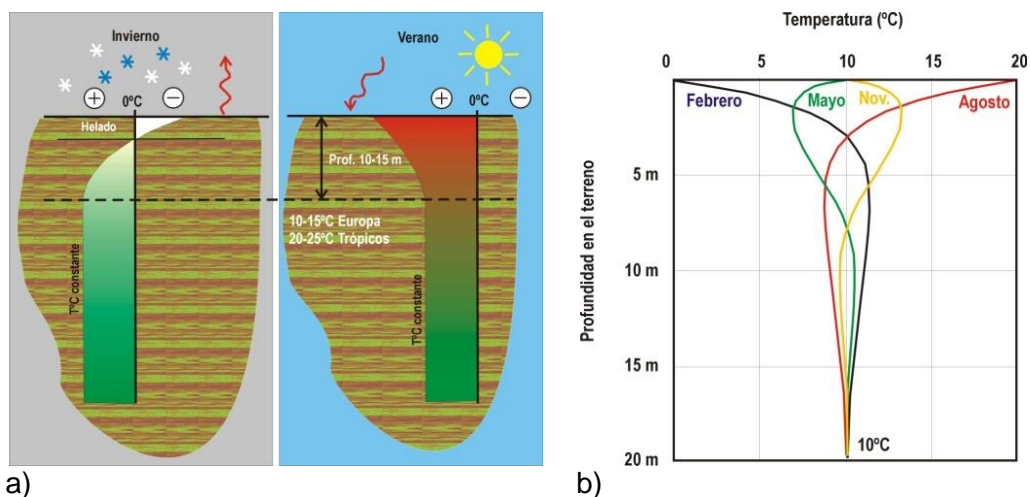 Invierno
+
0ºC
−
Helado
TºC constante
Verano
+
0ºC
−
Prof. 10-15 m
10-15ºC Europa
20-25ºC Trópicos
TºC constante
a)
Temperatura (ºC)
0 5 10 15 20
Febrero Mayo Nov. Agosto
Profundidad en el terreno
5 m
10 m
15 m
20 m
10ºC
b)